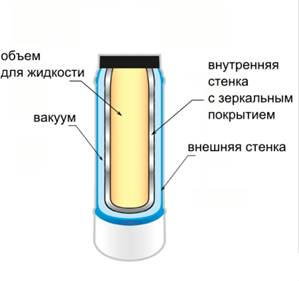 объем
для жидкости
внутренняя
стенка
с зеркальным
покрытием
вакуум
внешняя стенка